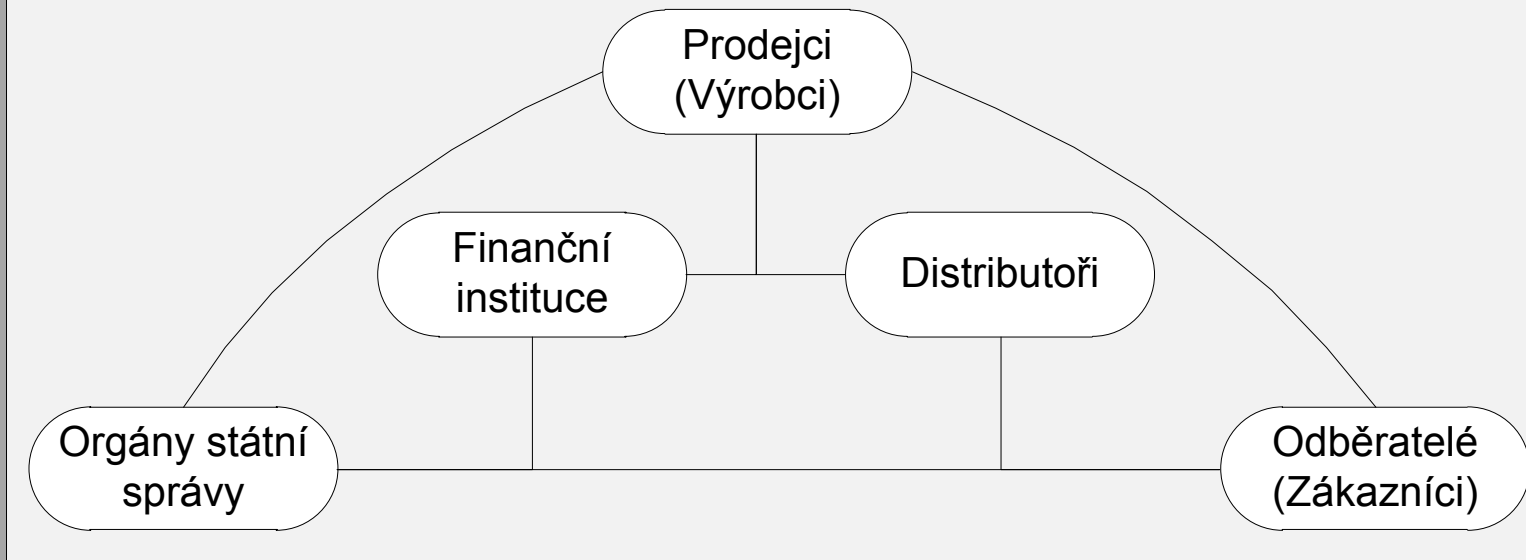 Prodejci
(Výrobci)
Finanční
instituce
Distributoři
Orgány státní
správy
Odběratelé
(Zákazníci)